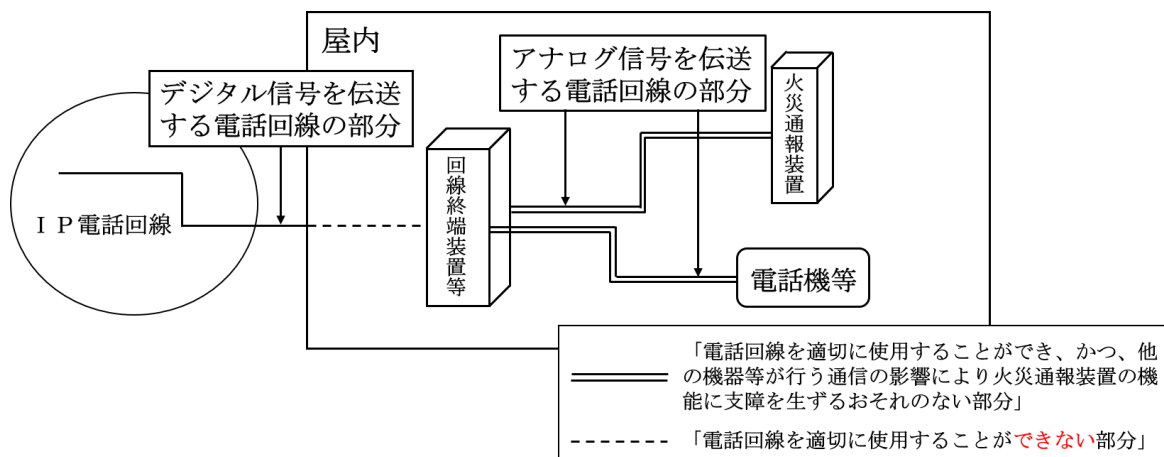 屋内
デジタル信号を伝送
する電話回線の部分
アナログ信号を伝送
する電話回線の部分
火災通報装置
回線終端装置等
ＩＰ電話回線
電話機等
「電話回線を適切に使用することができ、かつ、他
の機器等が行う通信の影響により火災通報装置の機
能に支障を生ずるおそれのない部分」
「電話回線を適切に使用することができない部分」